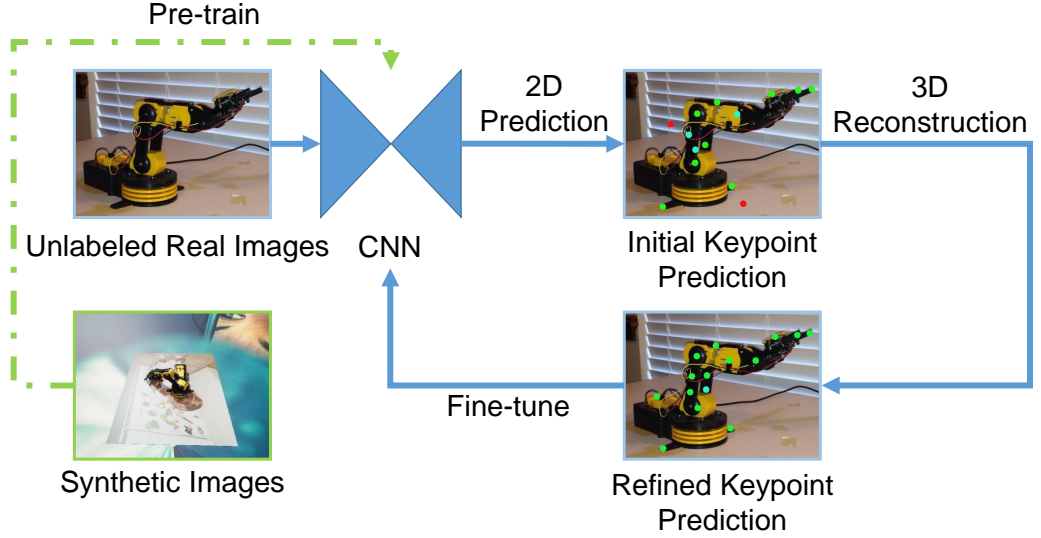 Pre-train
2D
Prediction
3D
Reconstruction
Unlabeled Real Images
CNN
Initial Keypoint
Prediction
Fine-tune
Synthetic Images
Refined Keypoint
Prediction